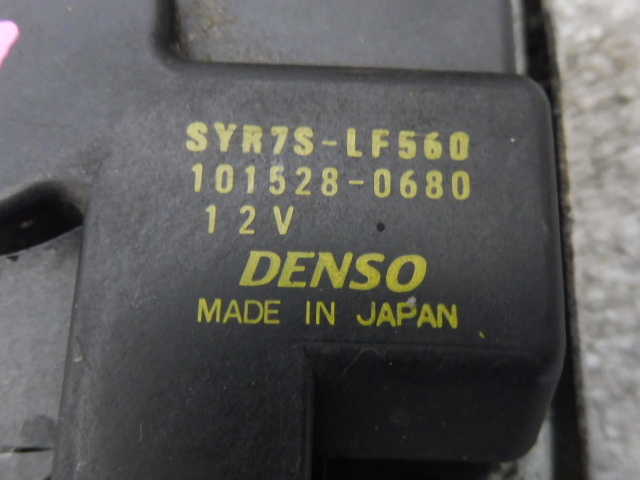 SYR7S-LF560
101528-0680
12V
DENSO
MADE IN JAPAN